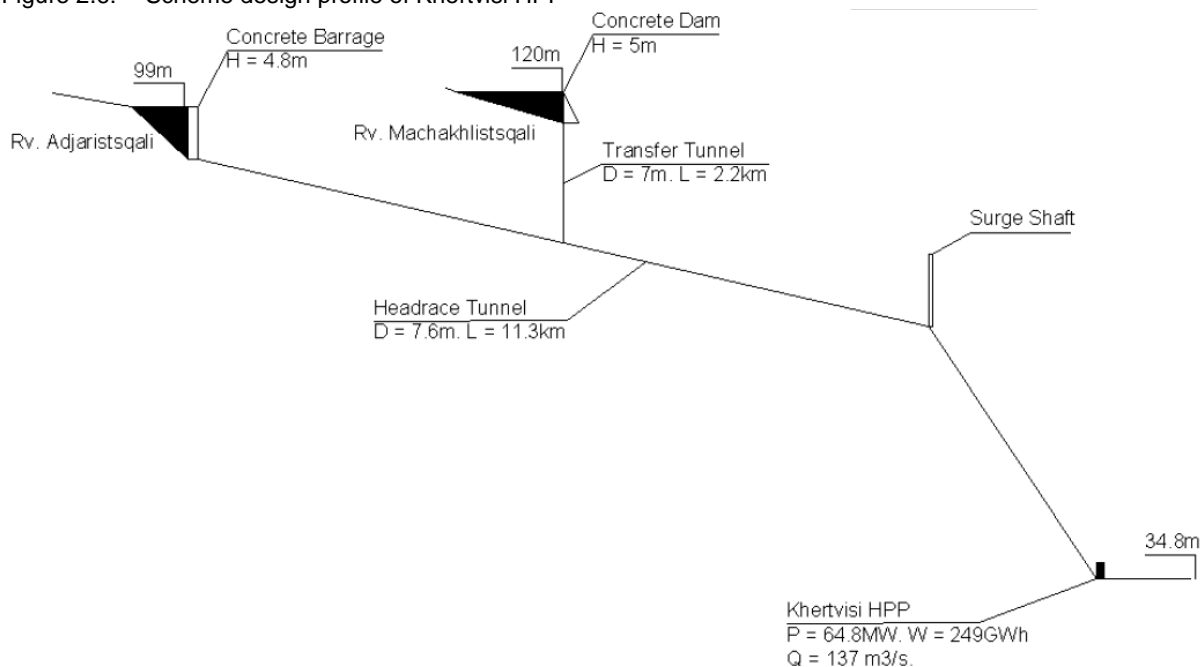 Concrete Dam
H = 5m
Concrete Barrage
H = 4.8m
120m
99m
Rv. Adjaristsqali
Rv. Machakhlistsqali
Transfer Tunnel
D = 7m. L = 2.2km
Surge Shaft
Headrace Tunnel
D = 7.6m. L = 11.3km
34.8m
Khertvisi HPP
P = 64.8MW. W = 249GWh
Q = 137 m3/s.